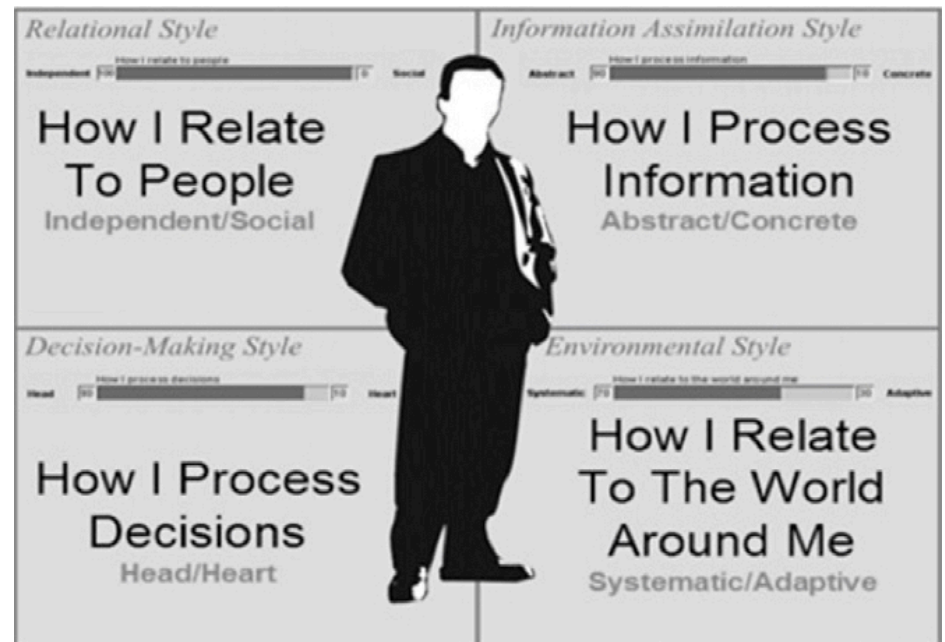 Relational Style
How I relate to people
Independent 100 0 Social
How I Relate
To People
Independent/Social
Information Assimilation Style
How I process information
Abstract 90 10 Concrete
How I Process
Information
Abstract/Concrete
Decision-Making Style
How I process decisions
Head 90 10 Heart
How I Process
Decisions
Head/Heart
Environmental Style
How I relate to the world around me
Systematic 70 30 Adaptive
How I Relate
To The World
Around Me
Systematic/Adaptive